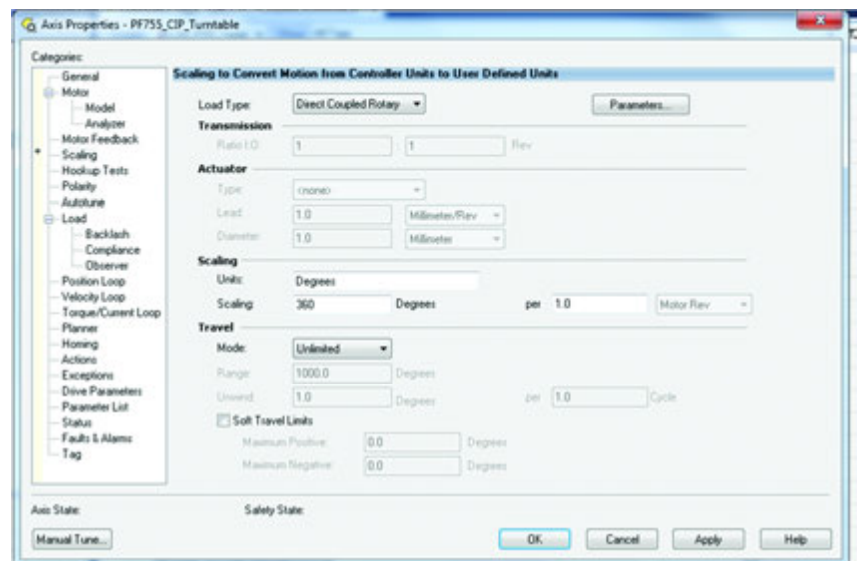 Axis Properties - PF755_CIP_Turntable
Categories:
General
Motor
Model
Analyzer
Motor Feedback
Scaling
Hookup Tests
Polarity
Autotune
Load
Backlash
Compliance
Observer
Position Loop
Velocity Loop
Torque/Current Loop
Planner
Homing
Actions
Exceptions
Drive Parameters
Parameter List
Status
Faults & Alarms
Tag
Scaling to Convert Motion from Controller Units to User Defined Units
Load Type: Direct Coupled Rotary Parameters...
Transmission
Ratio I:O: 1 : 1 Rev
Actuator
Type: <none>
Lead: 1.0 Millimeter/Rev
Diameter: 1.0 Millimeter
Scaling
Units: Degrees
Scaling: 360 Degrees per 1.0 Motor Rev
Travel
Mode: Unlimited
Range: 1000.0 Degrees
Unwind: 1.0 Degrees per 1.0 Cycle
Soft Travel Limits
Maximum Positive: 0.0 Degrees
Maximum Negative: 0.0 Degrees
Axis State: Safety State:
Manual Tune... OK Cancel Apply Help